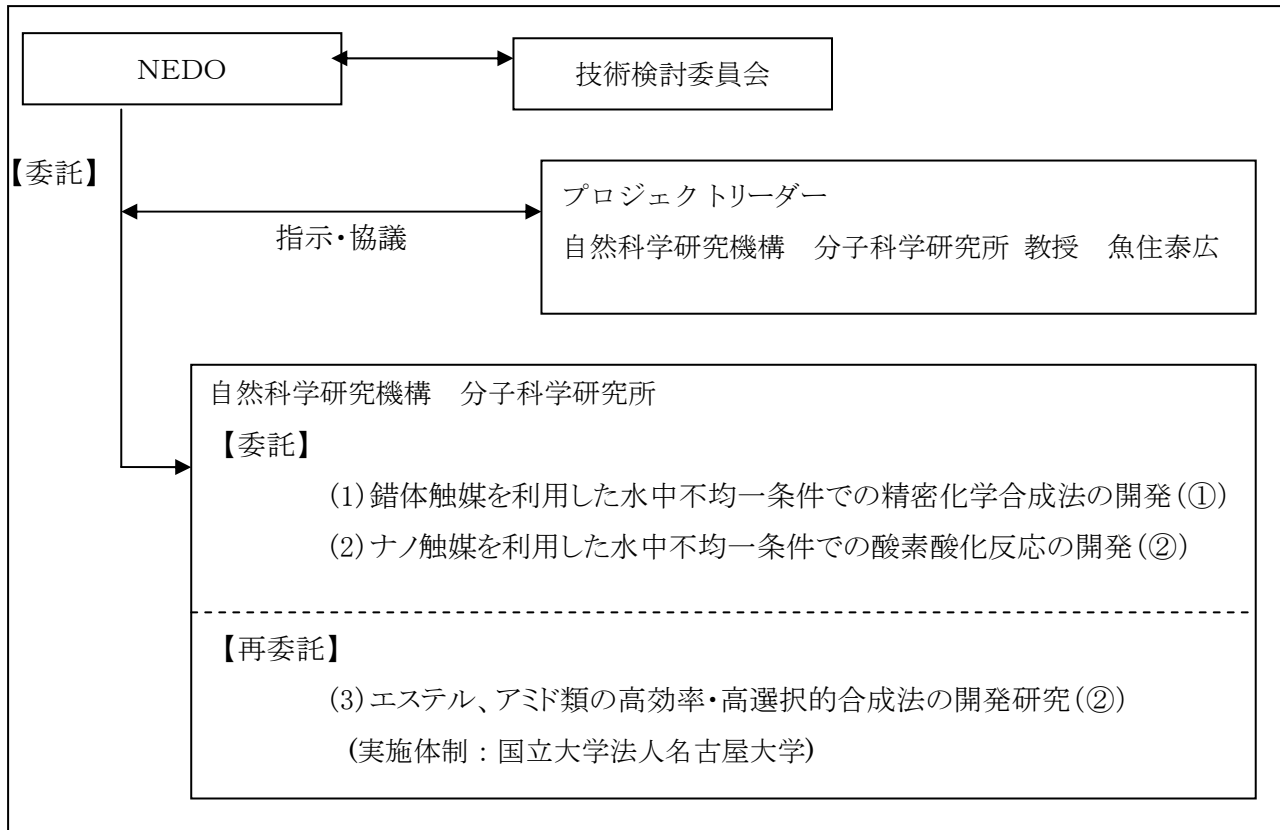 NEDO
技術検討委員会
【委託】
プロジェクトリーダー
指示・協議
自然科学研究機構　分子科学研究所 教授　魚住泰広
自然科学研究機構　分子科学研究所
【委託】
(1)錯体触媒を利用した水中不均一条件での精密化学合成法の開発(①)
(2)ナノ触媒を利用した水中不均一条件での酸素酸化反応の開発(②)
【再委託】
(3)エステル、アミド類の高効率・高選択的合成法の開発研究(②)
(実施体制：国立大学法人名古屋大学)